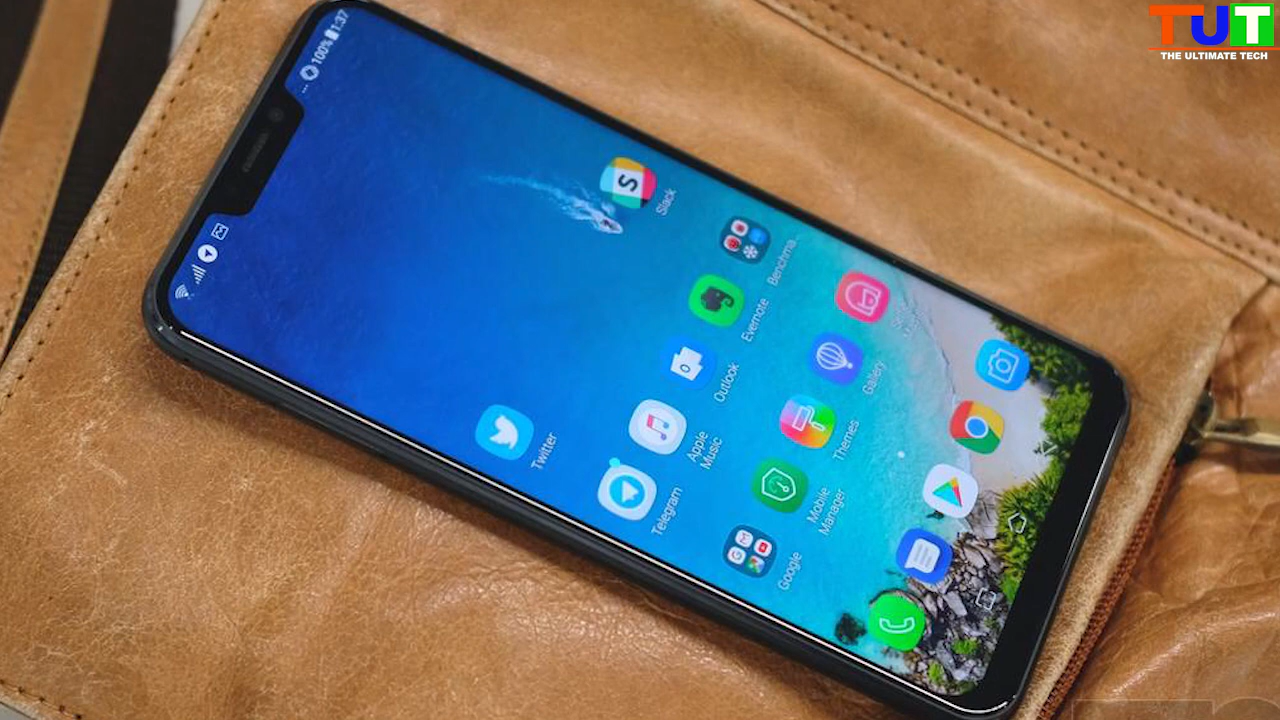 TUT
THE ULTIMATE TECH
100% 1:37
Slack
Benchma...
Evernote
Outlook
Gallery
Apple
Music
Themes
Twitter
Telegram
Mobile
Manager
Google